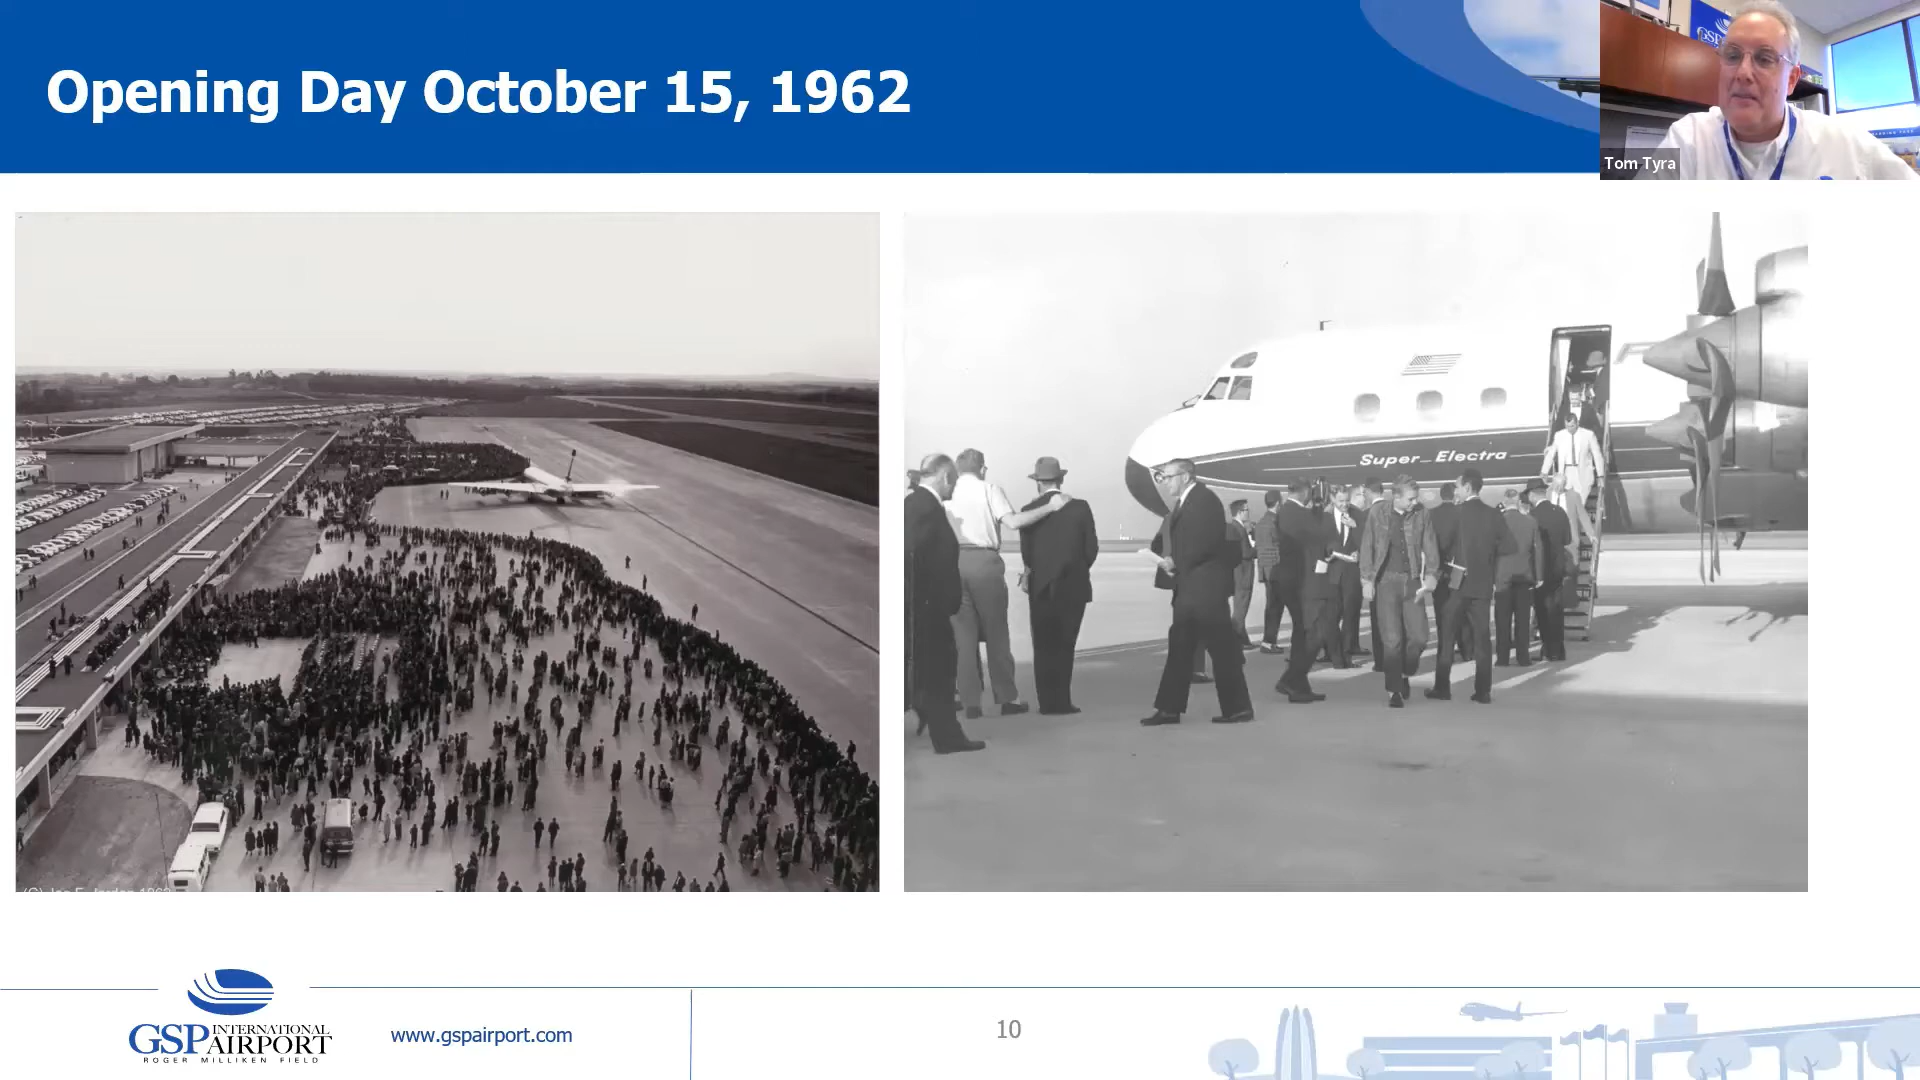 Opening Day October 15, 1962
GSP
Tom Tyra
Super Electra
GSP INTERNATIONAL AIRPORT
ROGER MILLIKEN FIELD
www.gspairport.com
10